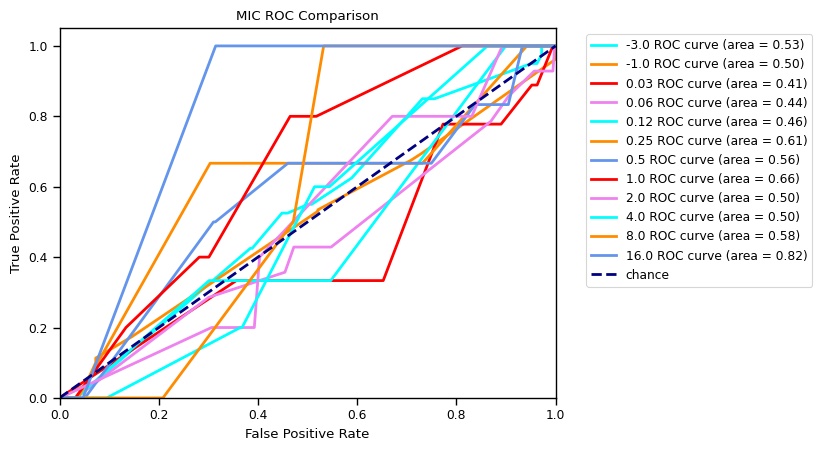 MIC ROC Comparison
1.0
0.8
0.6
0.4
0.2
0.0
True Positive Rate
0.0 0.2 0.4 0.6 0.8 1.0
False Positive Rate
-3.0 ROC curve (area = 0.53)
-1.0 ROC curve (area = 0.50)
0.03 ROC curve (area = 0.41)
0.06 ROC curve (area = 0.44)
0.12 ROC curve (area = 0.46)
0.25 ROC curve (area = 0.61)
0.5 ROC curve (area = 0.56)
1.0 ROC curve (area = 0.66)
2.0 ROC curve (area = 0.50)
4.0 ROC curve (area = 0.50)
8.0 ROC curve (area = 0.58)
16.0 ROC curve (area = 0.82)
chance